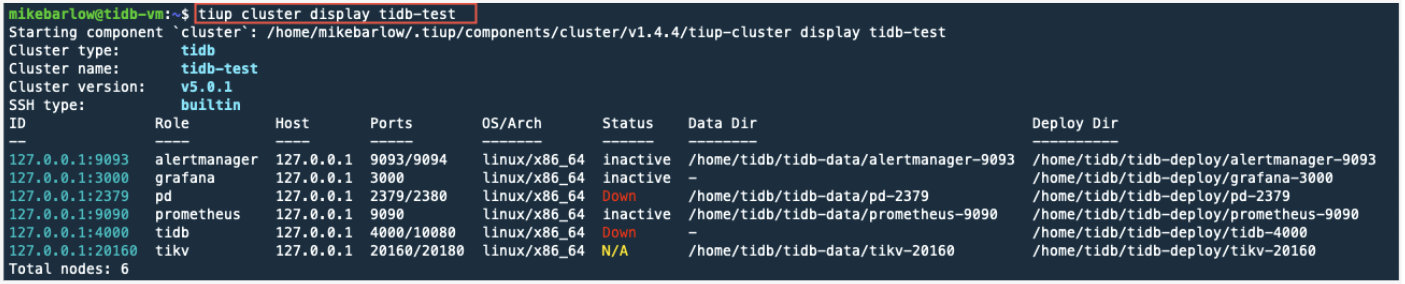 mikebarlow@tidb-vm:~$ tiup cluster display tidb-test
Starting component `cluster`: /home/mikebarlow/.tiup/components/cluster/v1.4.4/tiup-cluster display tidb-test
Cluster type:       tidb
Cluster name:       tidb-test
Cluster version:    v5.0.1
SSH type:           builtin
ID               Role          Host       Ports        OS/Arch       Status    Data Dir                                Deploy Dir
--               ----          ----       -----        -------       ------    --------                                ----------
127.0.0.1:9093   alertmanager  127.0.0.1  9093/9094    linux/x86_64  inactive  /home/tidb/tidb-data/alertmanager-9093  /home/tidb/tidb-deploy/alertmanager-9093
127.0.0.1:3000   grafana       127.0.0.1  3000         linux/x86_64  inactive  -                                       /home/tidb/tidb-deploy/grafana-3000
127.0.0.1:2379   pd            127.0.0.1  2379/2380    linux/x86_64  Down      /home/tidb/tidb-data/pd-2379            /home/tidb/tidb-deploy/pd-2379
127.0.0.1:9090   prometheus    127.0.0.1  9090         linux/x86_64  inactive  /home/tidb/tidb-data/prometheus-9090    /home/tidb/tidb-deploy/prometheus-9090
127.0.0.1:4000   tidb          127.0.0.1  4000/10080   linux/x86_64  Down      -                                       /home/tidb/tidb-deploy/tidb-4000
127.0.0.1:20160  tikv          127.0.0.1  20160/20180  linux/x86_64  N/A       /home/tidb/tidb-data/tikv-20160         /home/tidb/tidb-deploy/tikv-20160
Total nodes: 6